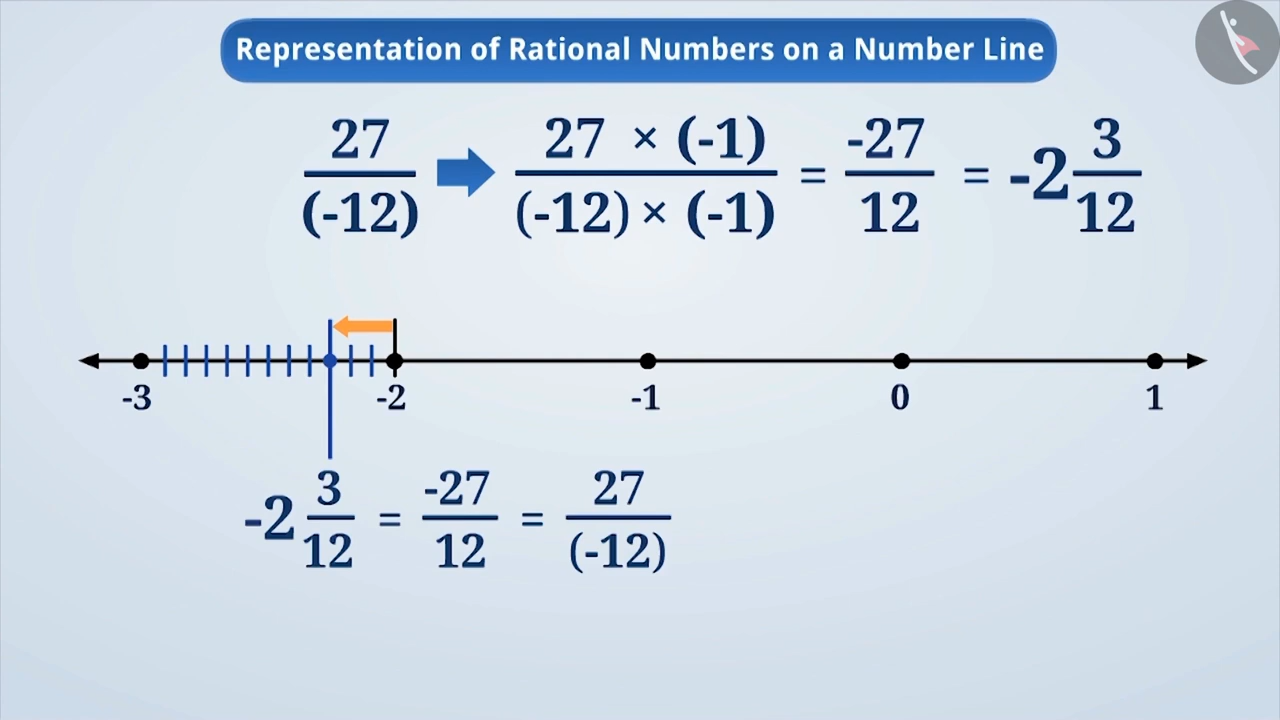 Representation of Rational Numbers on a Number Line
27/(-12) 27 × (-1)/(-12) × (-1) = -27/12 = -2 3/12
-3 -2 -1 0 1
-2 3/12 = -27/12 = 27/(-12)